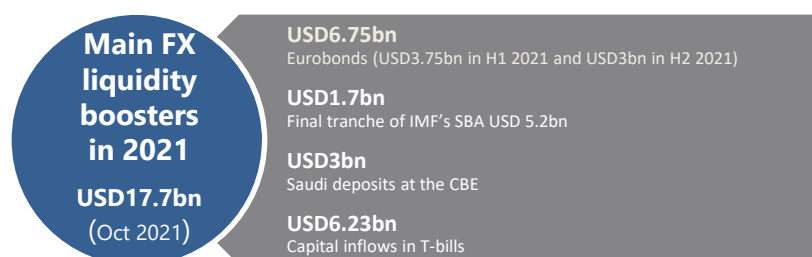 Main FX
liquidity
boosters
in 2021
USD17.7bn
(Oct 2021)
USD6.75bn
Eurobonds (USD3.75bn in H1 2021 and USD3bn in H2 2021)
USD1.7bn
Final tranche of IMF’s SBA USD 5.2bn
USD3bn
Saudi deposits at the CBE
USD6.23bn
Capital inflows in T-bills